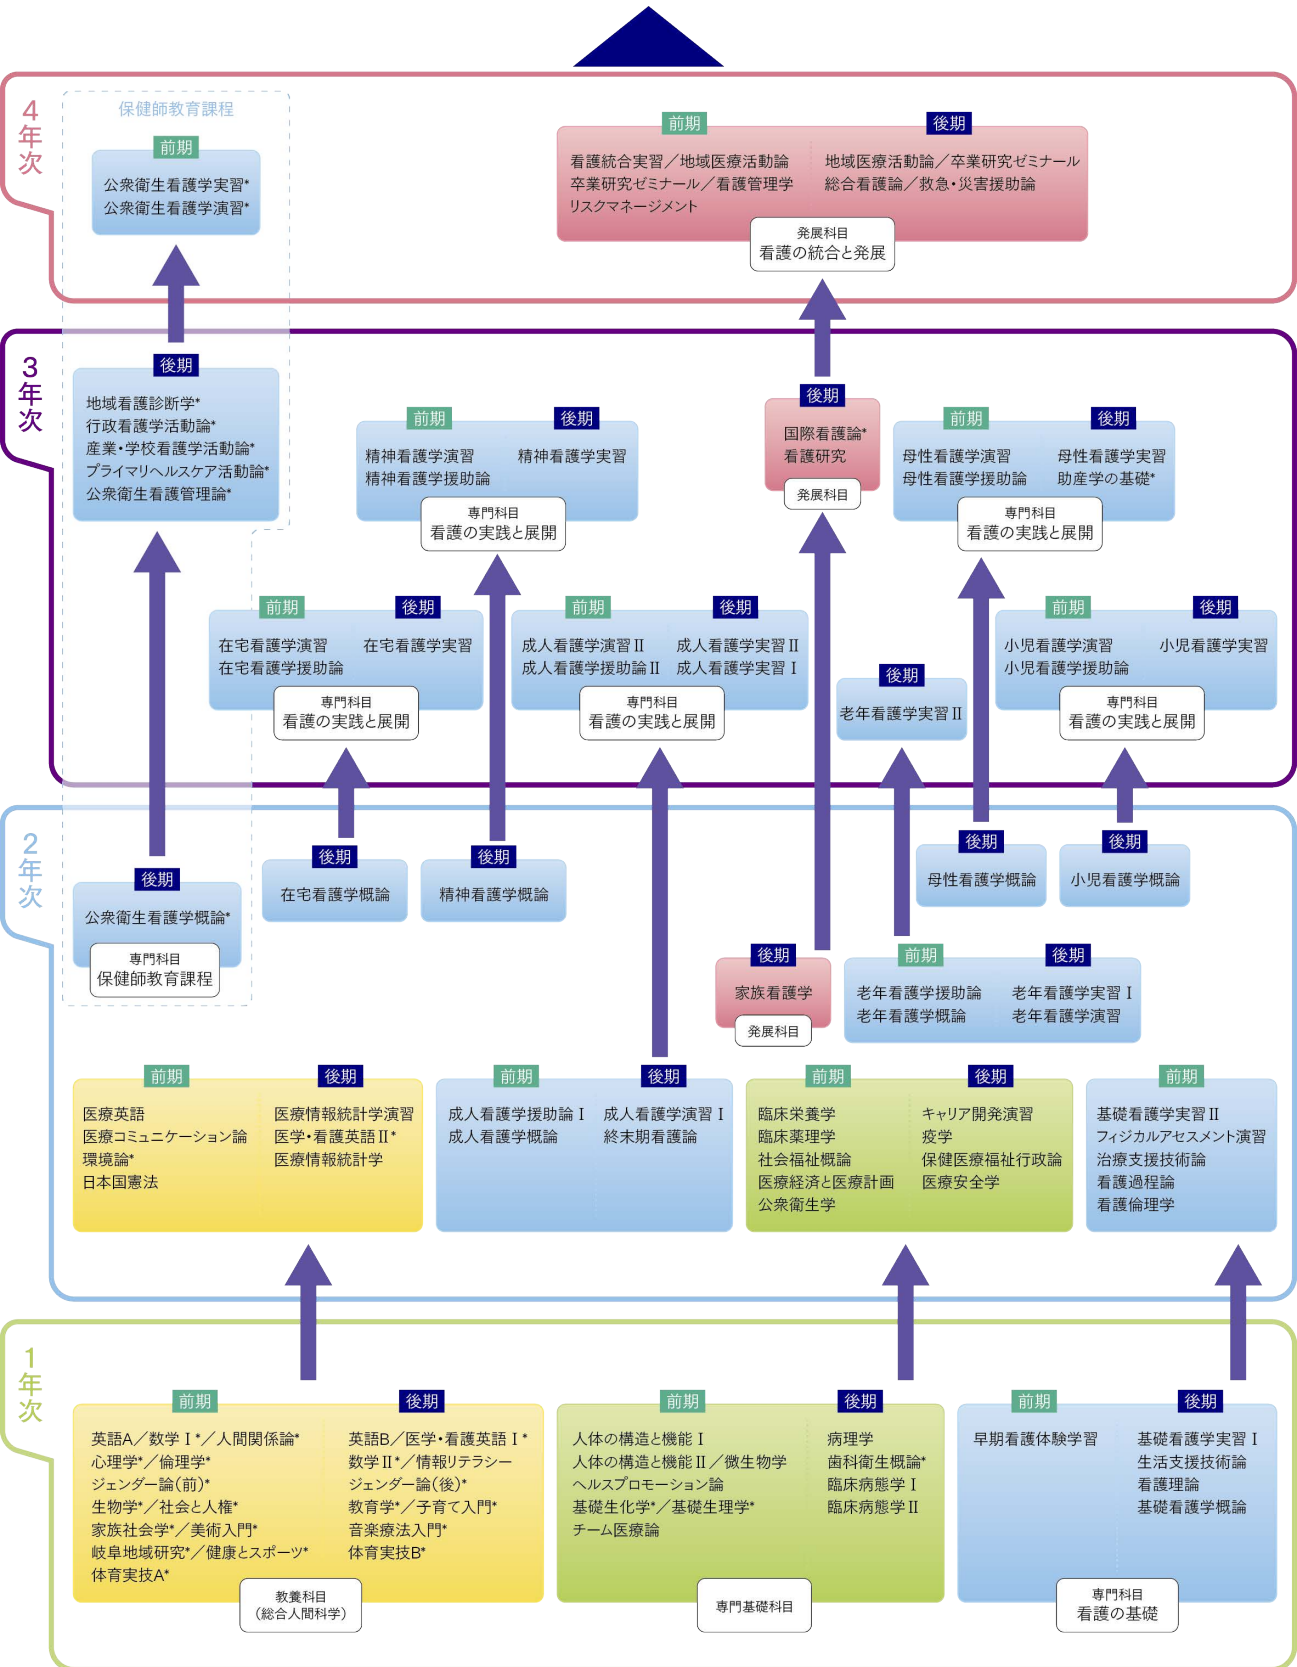 4年次
保健師教育課程
前期
公衆衛生看護学実習*
公衆衛生看護学演習*
前期
看護統合実習／地域医療活動論
卒業研究ゼミナール／看護管理学
リスクマネージメント
後期
地域医療活動論／卒業研究ゼミナール
総合看護論／救急・災害援助論
発展科目
看護の統合と発展
3年次
後期
地域看護診断学*
行政看護学活動論*
産業・学校看護学活動論*
プライマリヘルスケア活動論*
公衆衛生看護管理論*
前期
精神看護学演習
精神看護学援助論
後期
精神看護学実習
専門科目
看護の実践と展開
後期
国際看護論*
看護研究
発展科目
前期
母性看護学演習
母性看護学援助論
後期
母性看護学実習
助産学の基礎*
専門科目
看護の実践と展開
前期
在宅看護学演習
在宅看護学援助論
後期
在宅看護学実習
専門科目
看護の実践と展開
前期
成人看護学演習Ⅱ
成人看護学援助論Ⅱ
後期
成人看護学実習Ⅱ
成人看護学実習Ⅰ
専門科目
看護の実践と展開
後期
老年看護学実習Ⅱ
前期
小児看護学演習
小児看護学援助論
後期
小児看護学実習
専門科目
看護の実践と展開
2年次
後期
公衆衛生看護学概論*
専門科目
保健師教育課程
後期
在宅看護学概論
後期
精神看護学概論
後期
母性看護学概論
後期
小児看護学概論
後期
家族看護学
発展科目
前期
老年看護学援助論
老年看護学概論
後期
老年看護学実習Ⅰ
老年看護学演習
前期
医療英語
医療コミュニケーション論
環境論*
日本国憲法
後期
医療情報統計学演習
医学・看護英語Ⅱ*
医療情報統計学
前期
成人看護学援助論Ⅰ
成人看護学概論
後期
成人看護学演習Ⅰ
終末期看護論
前期
臨床栄養学
臨床薬理学
社会福祉概論
医療経済と医療計画
公衆衛生学
後期
キャリア開発演習
疫学
保健医療福祉行政論
医療安全学
前期
基礎看護学実習Ⅱ
フィジカルアセスメント演習
治療支援技術論
看護過程論
看護倫理学
1年次
前期
英語A／数学Ⅰ*／人間関係論*
心理学*／倫理学*
ジェンダー論(前)*
生物学*／社会と人権*
家族社会学*／美術入門*
岐阜地域研究*／健康とスポーツ*
体育実技A*
後期
英語B／医学・看護英語Ⅰ*
数学Ⅱ*／情報リテラシー
ジェンダー論(後)*
教育学*／子育て入門*
音楽療法入門*
体育実技B*
教養科目
(総合人間科学)
前期
人体の構造と機能Ⅰ
人体の構造と機能Ⅱ／微生物学
ヘルスプロモーション論
基礎生化学*／基礎生理学*
チーム医療論
後期
病理学
歯科衛生概論*
臨床病態学Ⅰ
臨床病態学Ⅱ
専門基礎科目
前期
早期看護体験学習
後期
基礎看護学実習Ⅰ
生活支援技術論
看護理論
基礎看護学概論
専門科目
看護の基礎